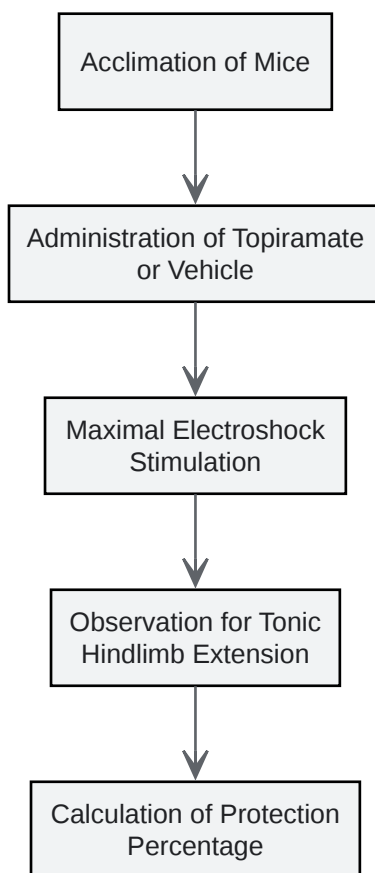 Acclimation of Mice
Administration of Topiramate
or Vehicle
Maximal Electroshock
Stimulation
Observation for Tonic
Hindlimb Extension
Calculation of Protection
Percentage